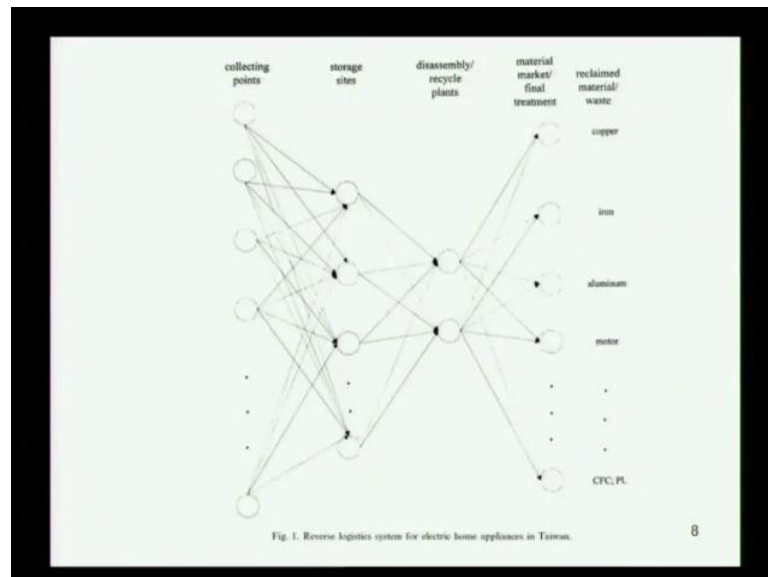 collecting
points
storage
sites
disassembly/
recycle
plants
material
market/
final
treatment
reclaimed
material/
waste
copper
iron
aluminum
motor
CFC, PU,
Fig. 1. Reverse logistics system for electric home appliances in Taiwan.
8